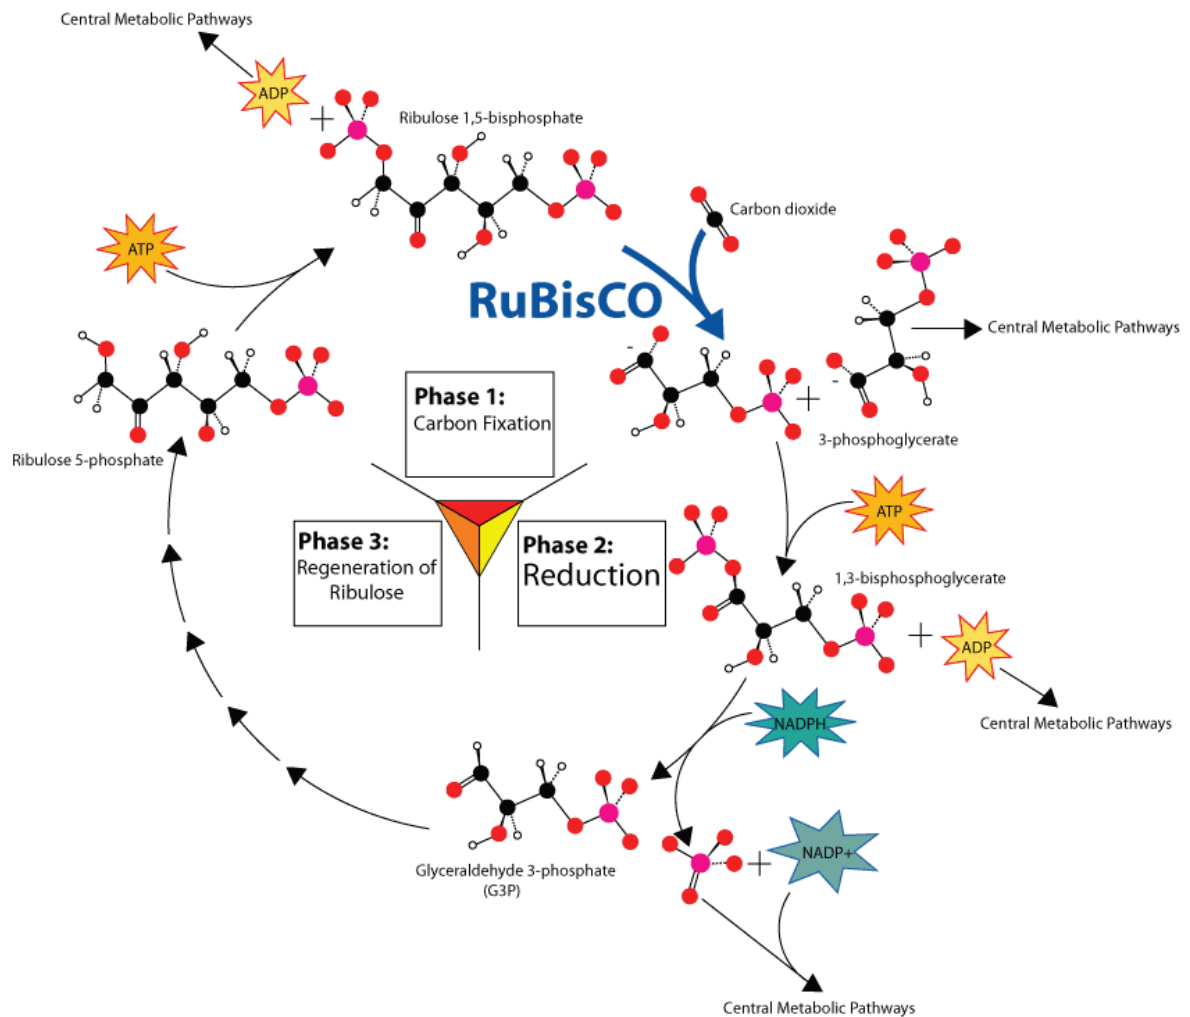 Central Metabolic Pathways
ADP
+
Ribulose 1,5-bisphosphate
Carbon dioxide
ATP
RuBisCO
Central Metabolic Pathways
-
+
-
3-phosphoglycerate
Ribulose 5-phosphate
Phase 1:
Carbon Fixation
Phase 3:
Regeneration of
Ribulose
Phase 2:
Reduction
ATP
1,3-bisphosphoglycerate
+
ADP
Central Metabolic Pathways
NADPH
Glyceraldehyde 3-phosphate
(G3P)
+
NADP+
Central Metabolic Pathways